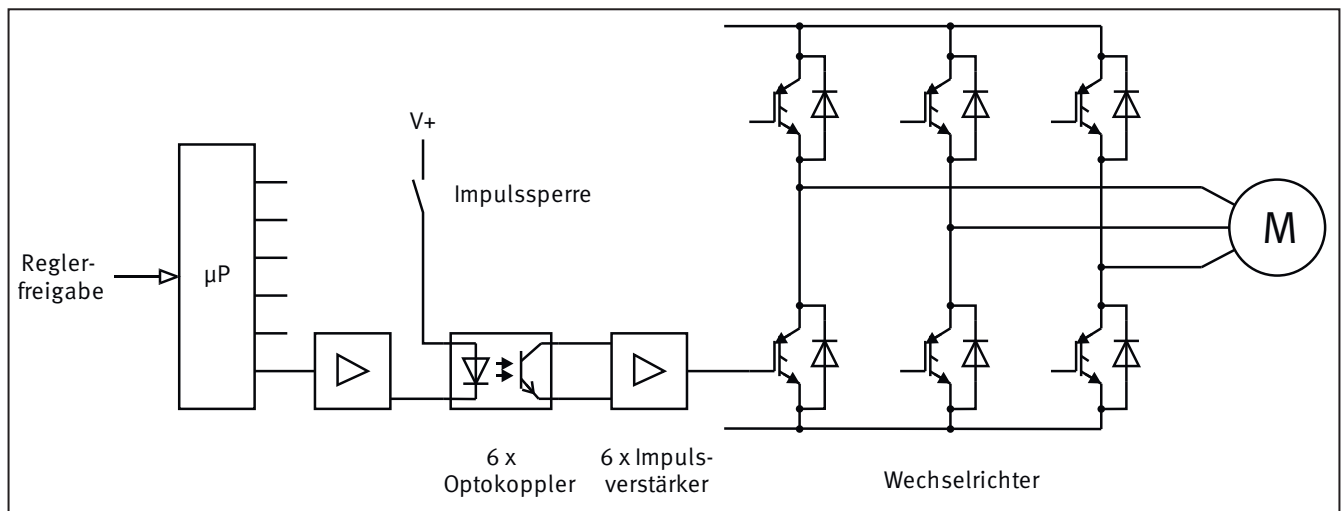 V+
Impulssperre
Regler-
freigabe
µP
M
6 x
Optokoppler
6 x Impuls-
verstärker
Wechselrichter